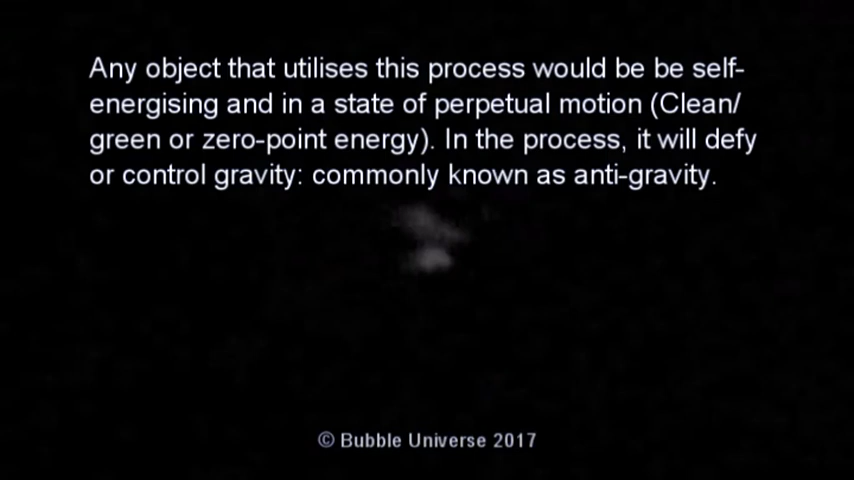 Any object that utilises this process would be be self-
energising and in a state of perpetual motion (Clean/
green or zero-point energy). In the process, it will defy
or control gravity: commonly known as anti-gravity.
© Bubble Universe 2017